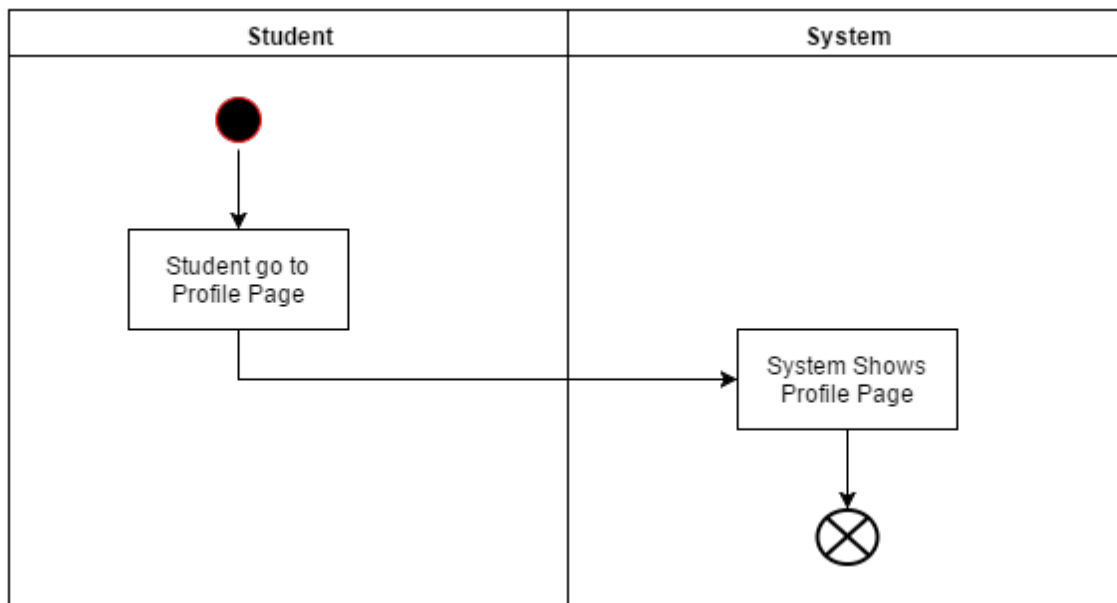 Student
System
Student go to
Profile Page
System Shows
Profile Page